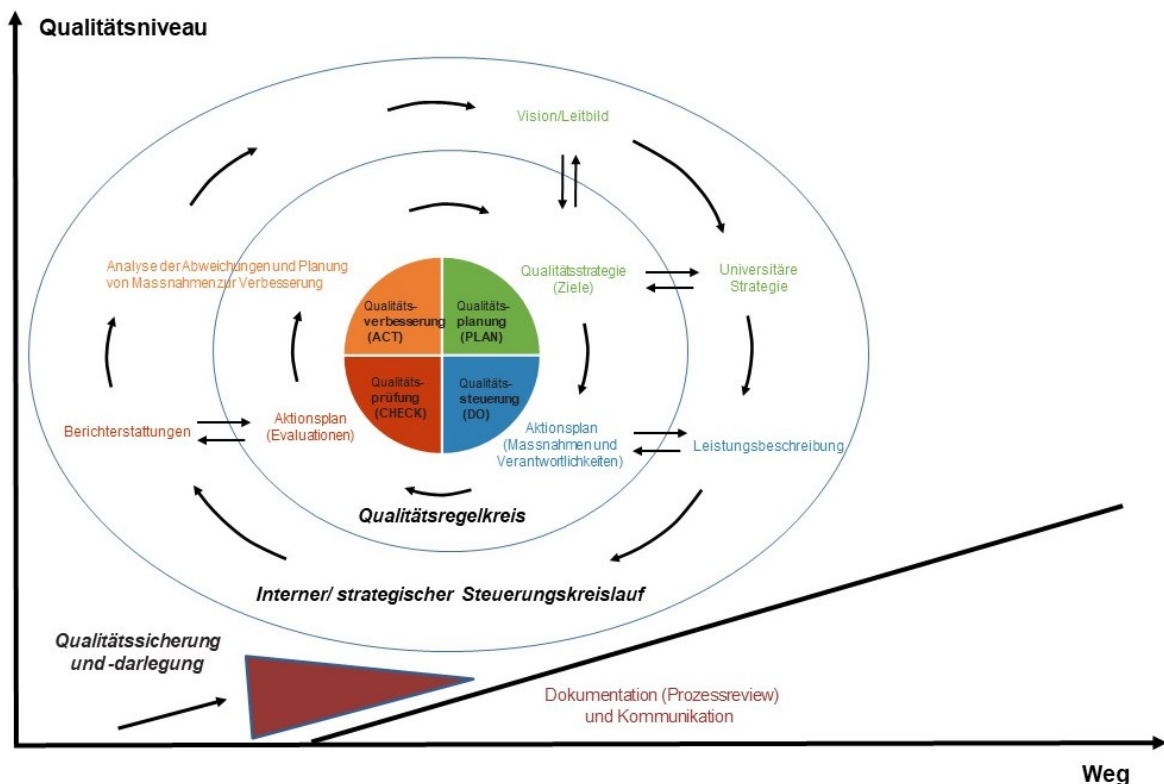 Qualitätsniveau
Vision/Leitbild
Analyse der Abweichungen und Planung
von Massnahmen zur Verbesserung
Qualitäts-
verbesserung
(ACT)
Qualitäts-
planung
(PLAN)
Qualitätsstrategie
(Ziele)
Universitäre
Strategie
Qualitäts-
prüfung
(CHECK)
Qualitäts-
steuerung
(DO)
Berichterstattungen
Aktionsplan
(Evaluationen)
Aktionsplan
(Massnahmen und
Verantwortlichkeiten)
Leistungsbeschreibung
Qualitätsregelkreis
Interner/ strategischer Steuerungskreislauf
Qualitätssicherung
und -darlegung
Dokumentation (Prozessreview)
und Kommunikation
Weg